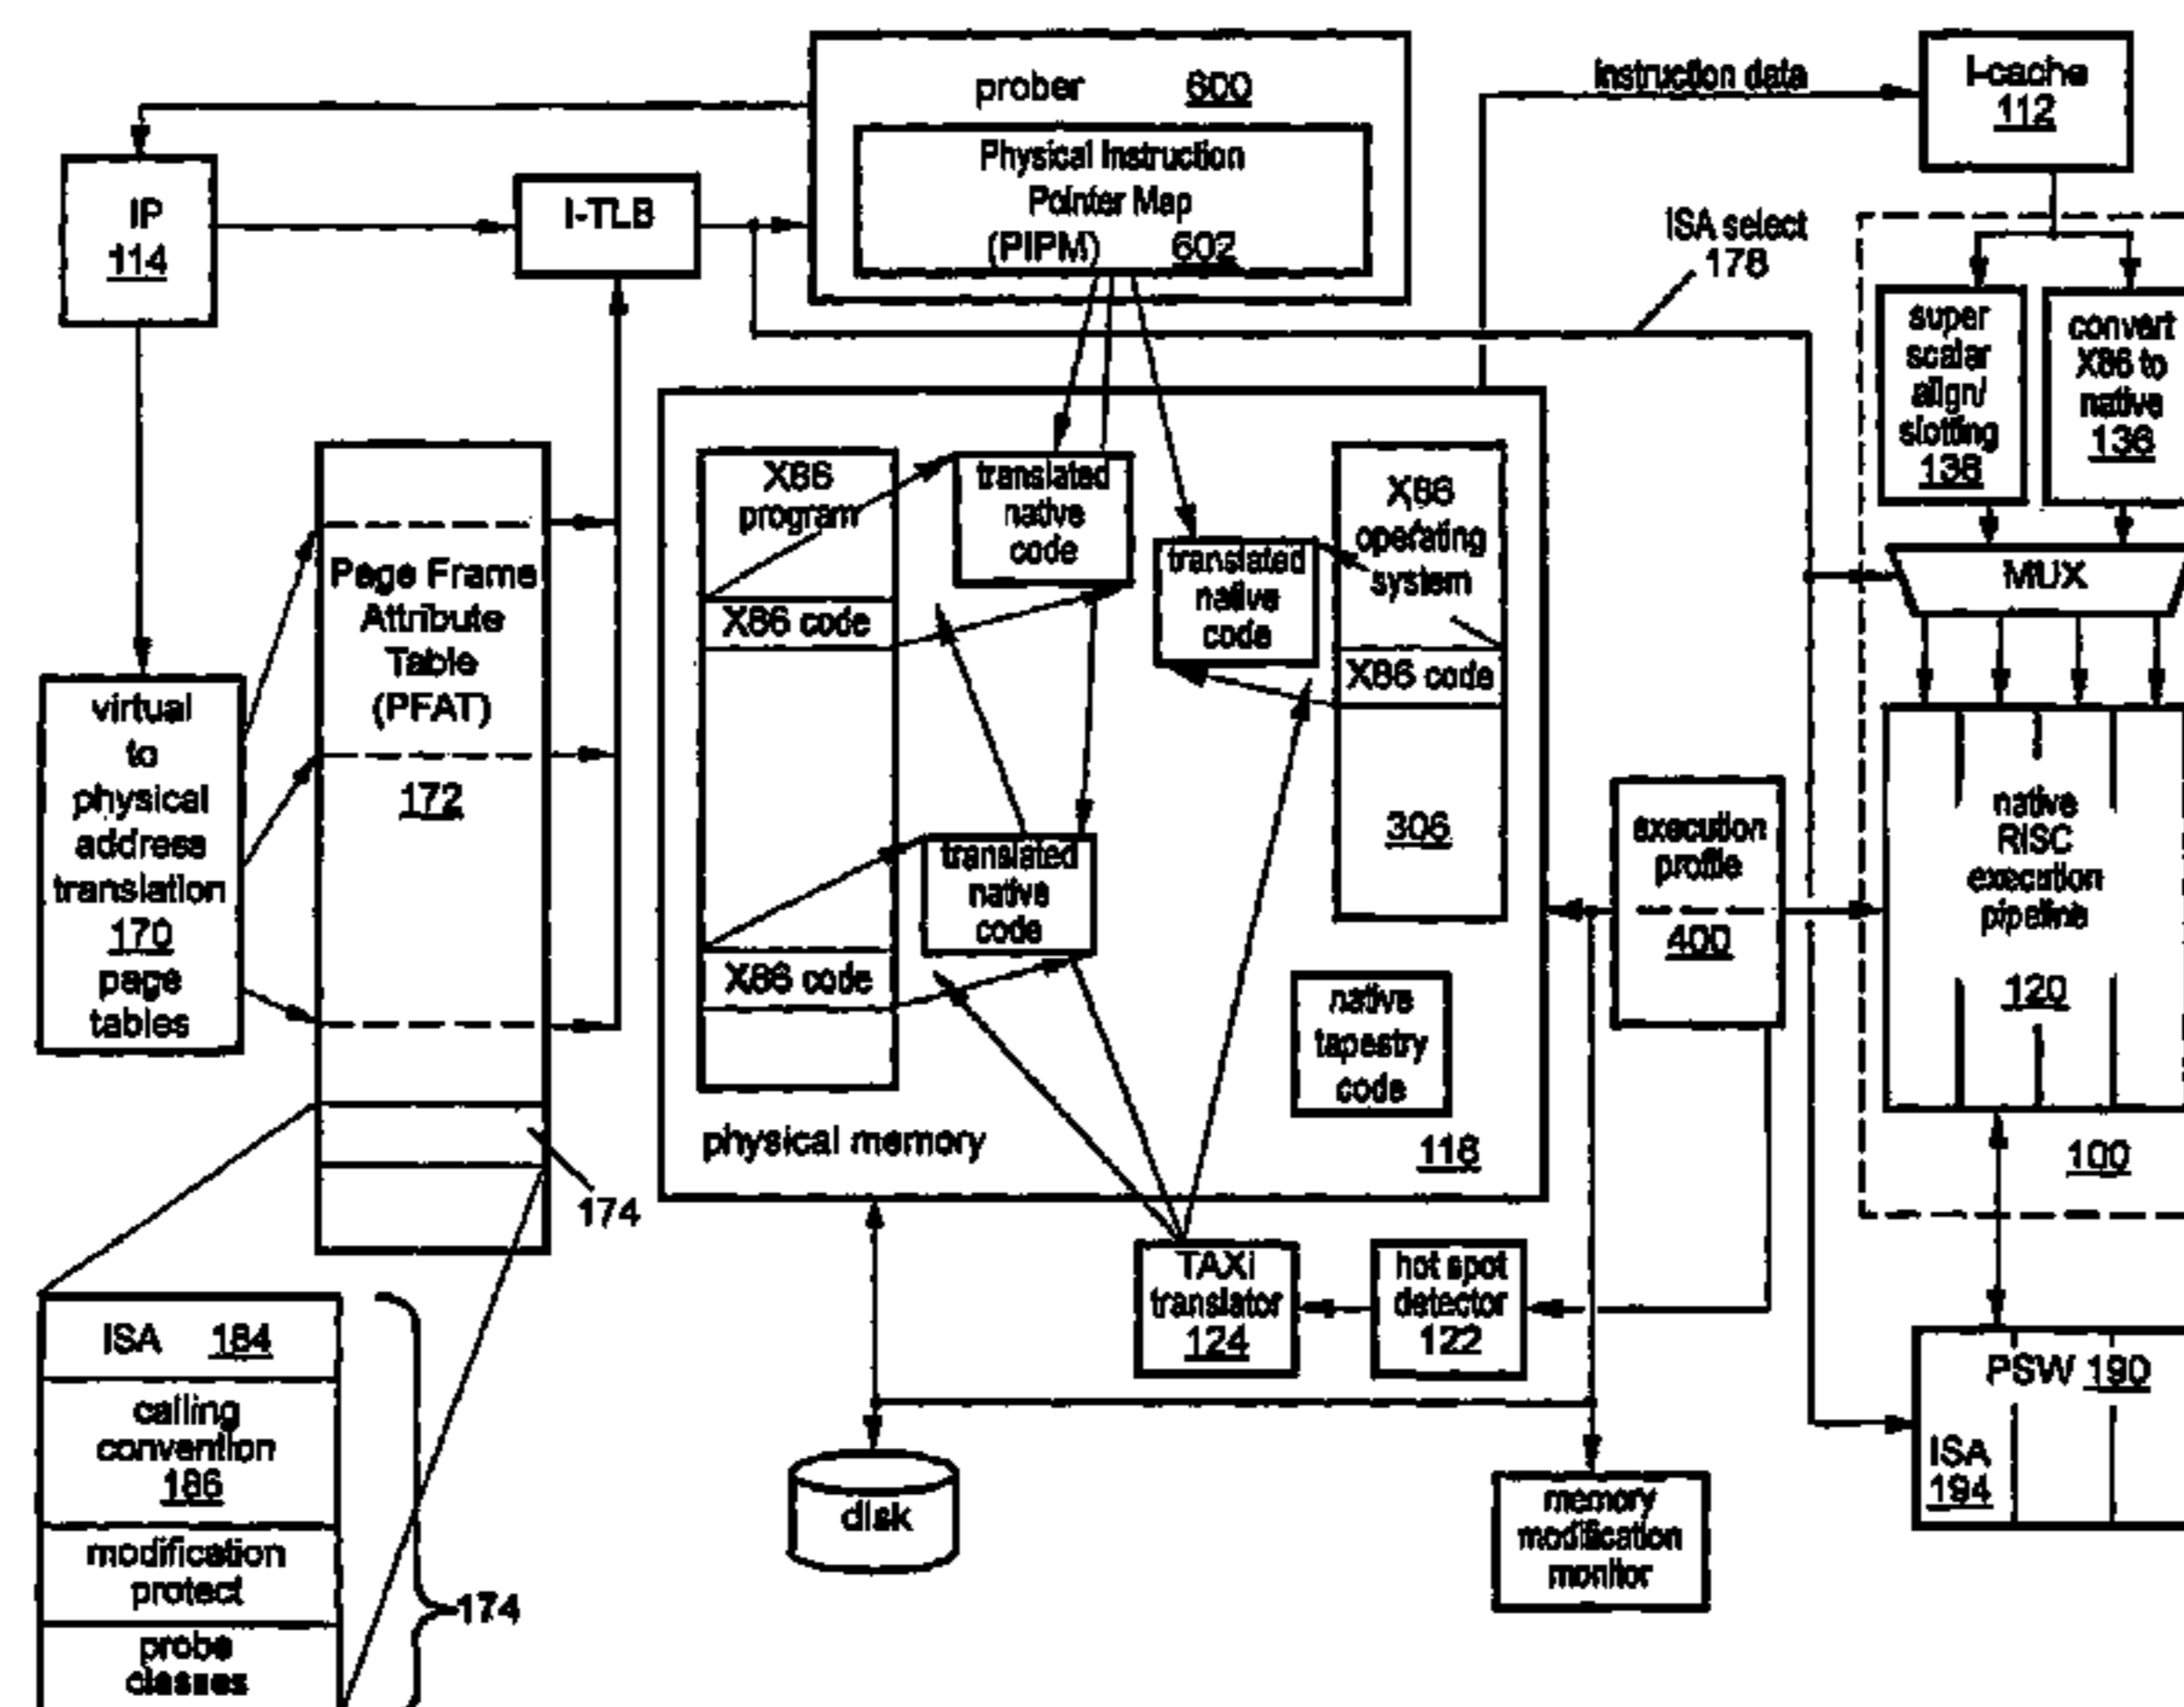 prober 600
Physical Instruction
Pointer Map
(PIPM) 602
instruction data
I-cache
112
IP
114
I-TLB
ISA select
178
super
scalar
align/
slotting
138
convert
X86 to
native
136
MUX
virtual
to
physical
address
translation
170
page
tables
Page Frame
Attribute
Table
(PFAT)
172
174
X86
program
X86 code
X86 code
translated
native
code
translated
native
code
translated
native
code
X86
operating
system
X86 code
306
native
tapestry
code
physical memory
118
execution
profile
400
native
RISC
execution
pipeline
120
100
TAXi
translator
124
hot spot
detector
122
PSW 190
ISA
194
disk
memory
modification
monitor
ISA 184
calling
convention
186
modification
protect
probe
classes
174